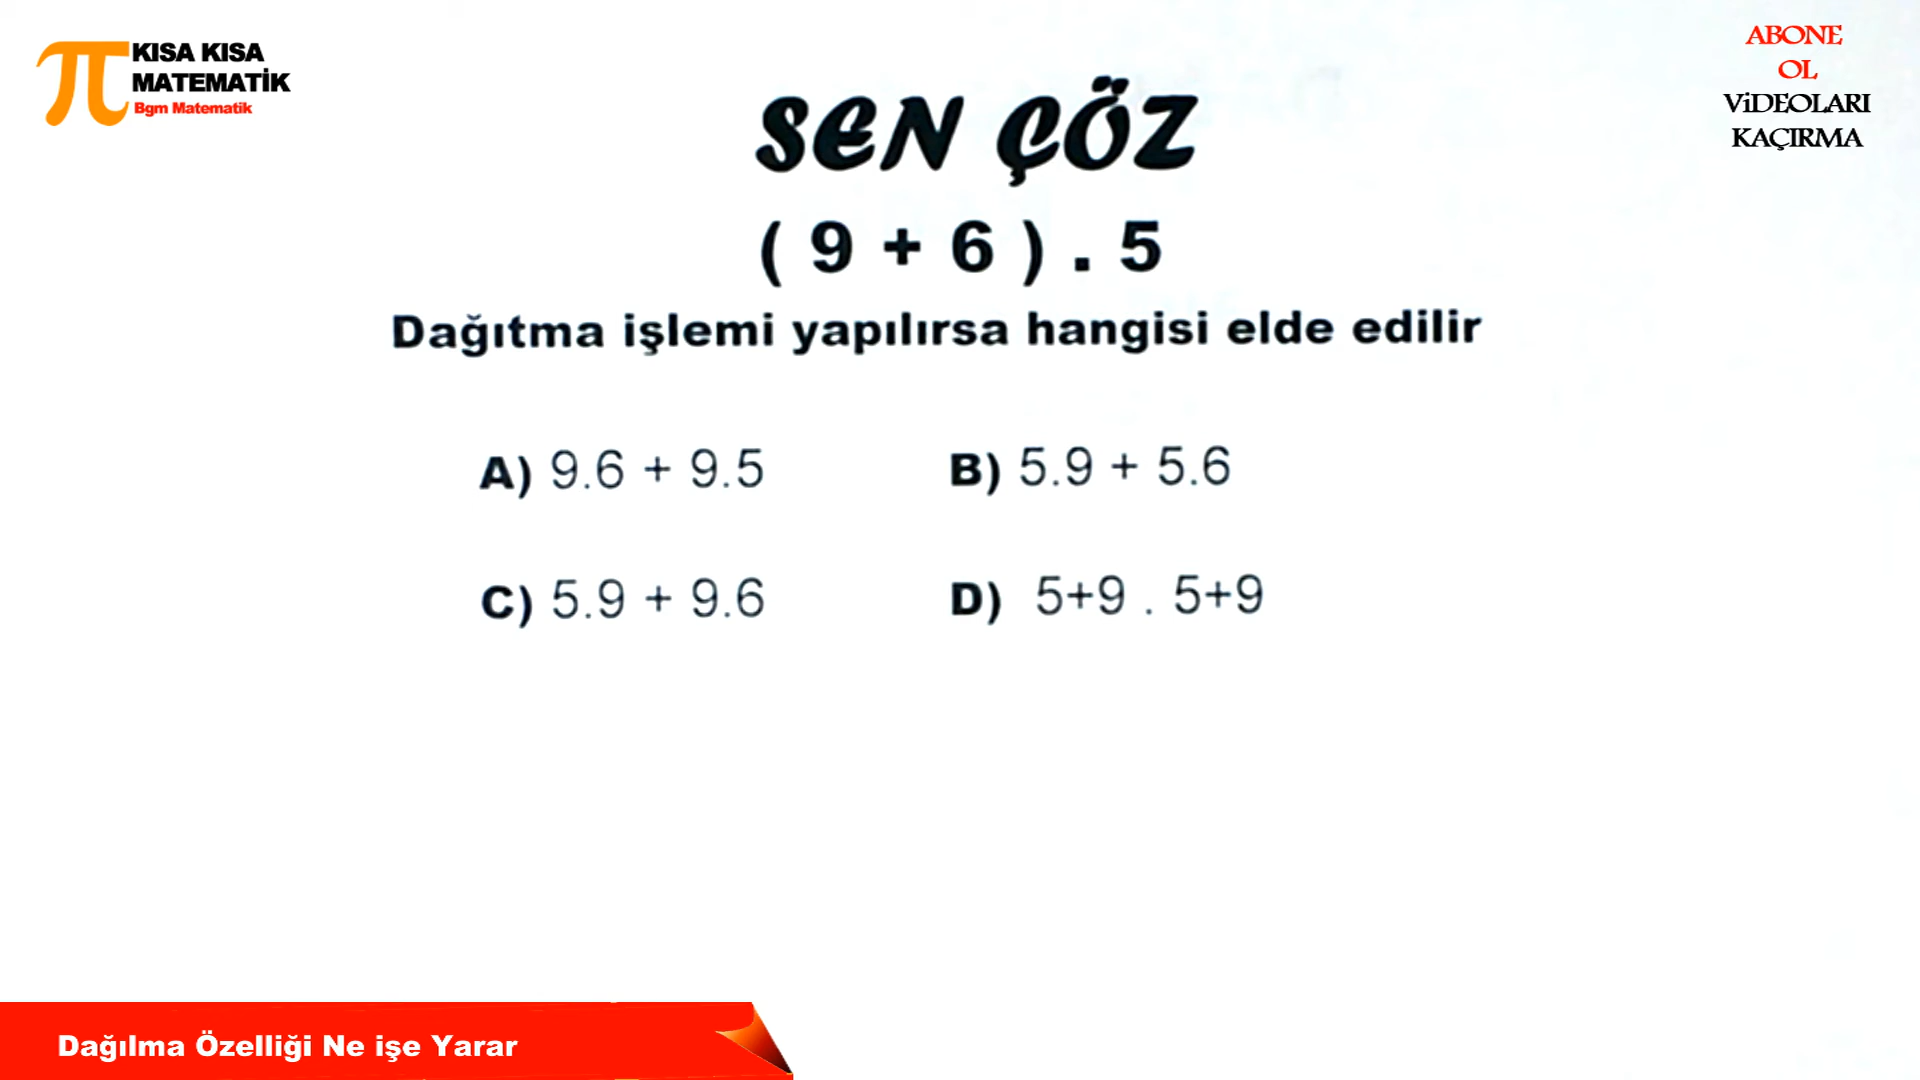 KISA KISA
MATEMATİK
Bgm Matematik
ABONE
OL
ViDEOLARI
KAÇIRMA
SEN ÇÖZ
( 9 + 6 ) . 5
Dağıtma işlemi yapılırsa hangisi elde edilir
A) 9.6 + 9.5
B) 5.9 + 5.6
C) 5.9 + 9.6
D) 5+9 . 5+9
Dağılma Özelliği Ne işe Yarar